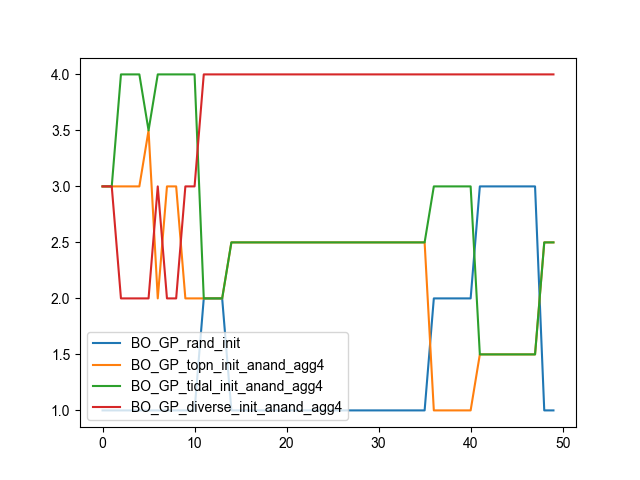 4.0
3.5
3.0
2.5
2.0
1.5
1.0
BO_GP_rand_init
BO_GP_topn_init_anand_agg4
BO_GP_tidal_init_anand_agg4
BO_GP_diverse_init_anand_agg4
0 10 20 30 40 50